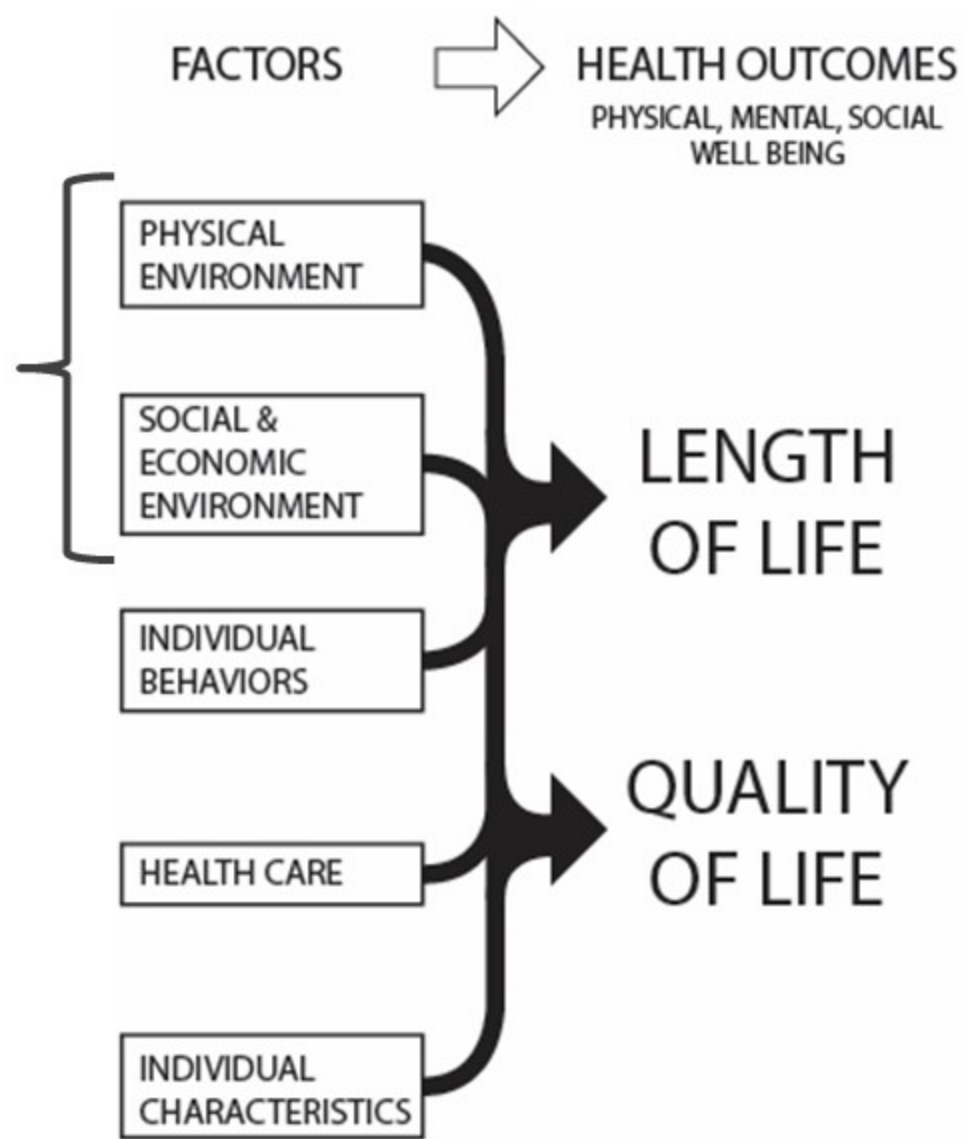 FACTORS
HEALTH OUTCOMES
PHYSICAL, MENTAL, SOCIAL
WELL BEING
PHYSICAL
ENVIRONMENT
SOCIAL &
ECONOMIC
ENVIRONMENT
INDIVIDUAL
BEHAVIORS
HEALTH CARE
INDIVIDUAL
CHARACTERISTICS
LENGTH
OF LIFE
QUALITY
OF LIFE